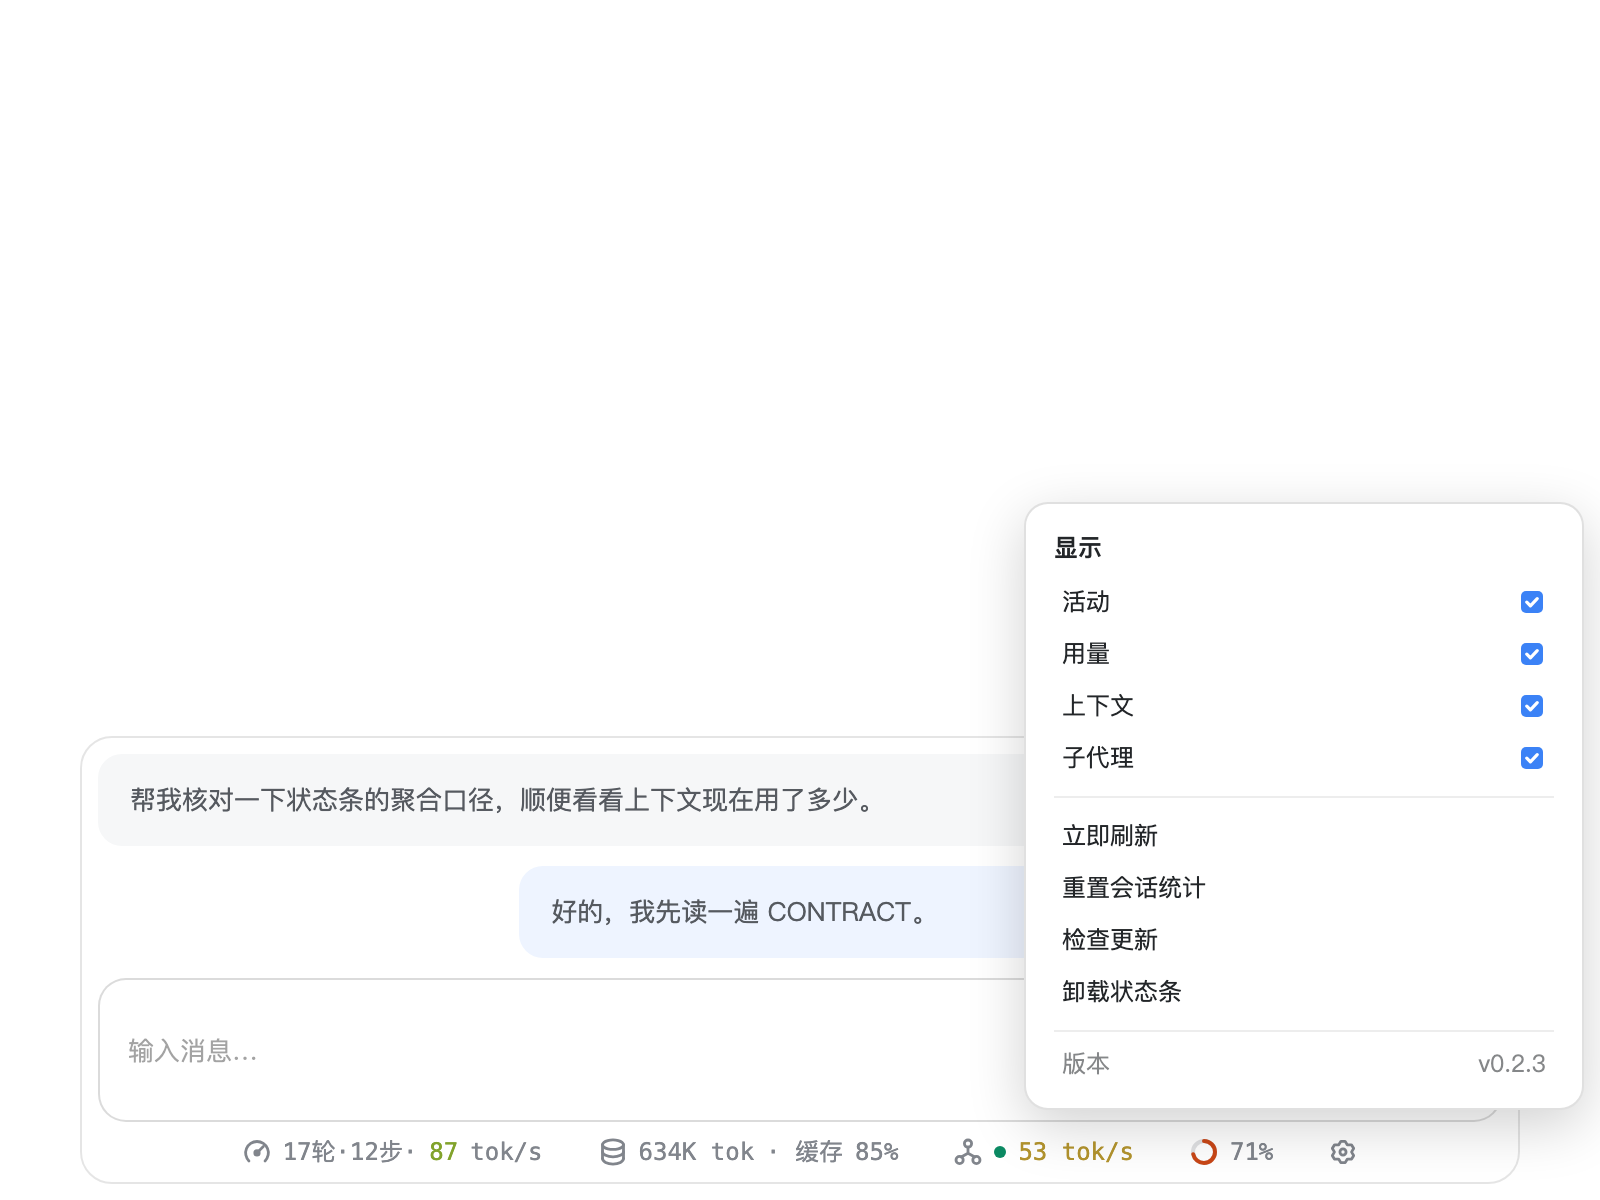 显示
活动
用量
上下文
子代理
立即刷新
重置会话统计
检查更新
卸载状态条
版本 v0.2.3
帮我核对一下状态条的聚合口径，顺便看看上下文现在用了多少。
好的，我先读一遍 CONTRACT。
输入消息…
17轮·12步· 87 tok/s 634K tok · 缓存 85% 53 tok/s 71%